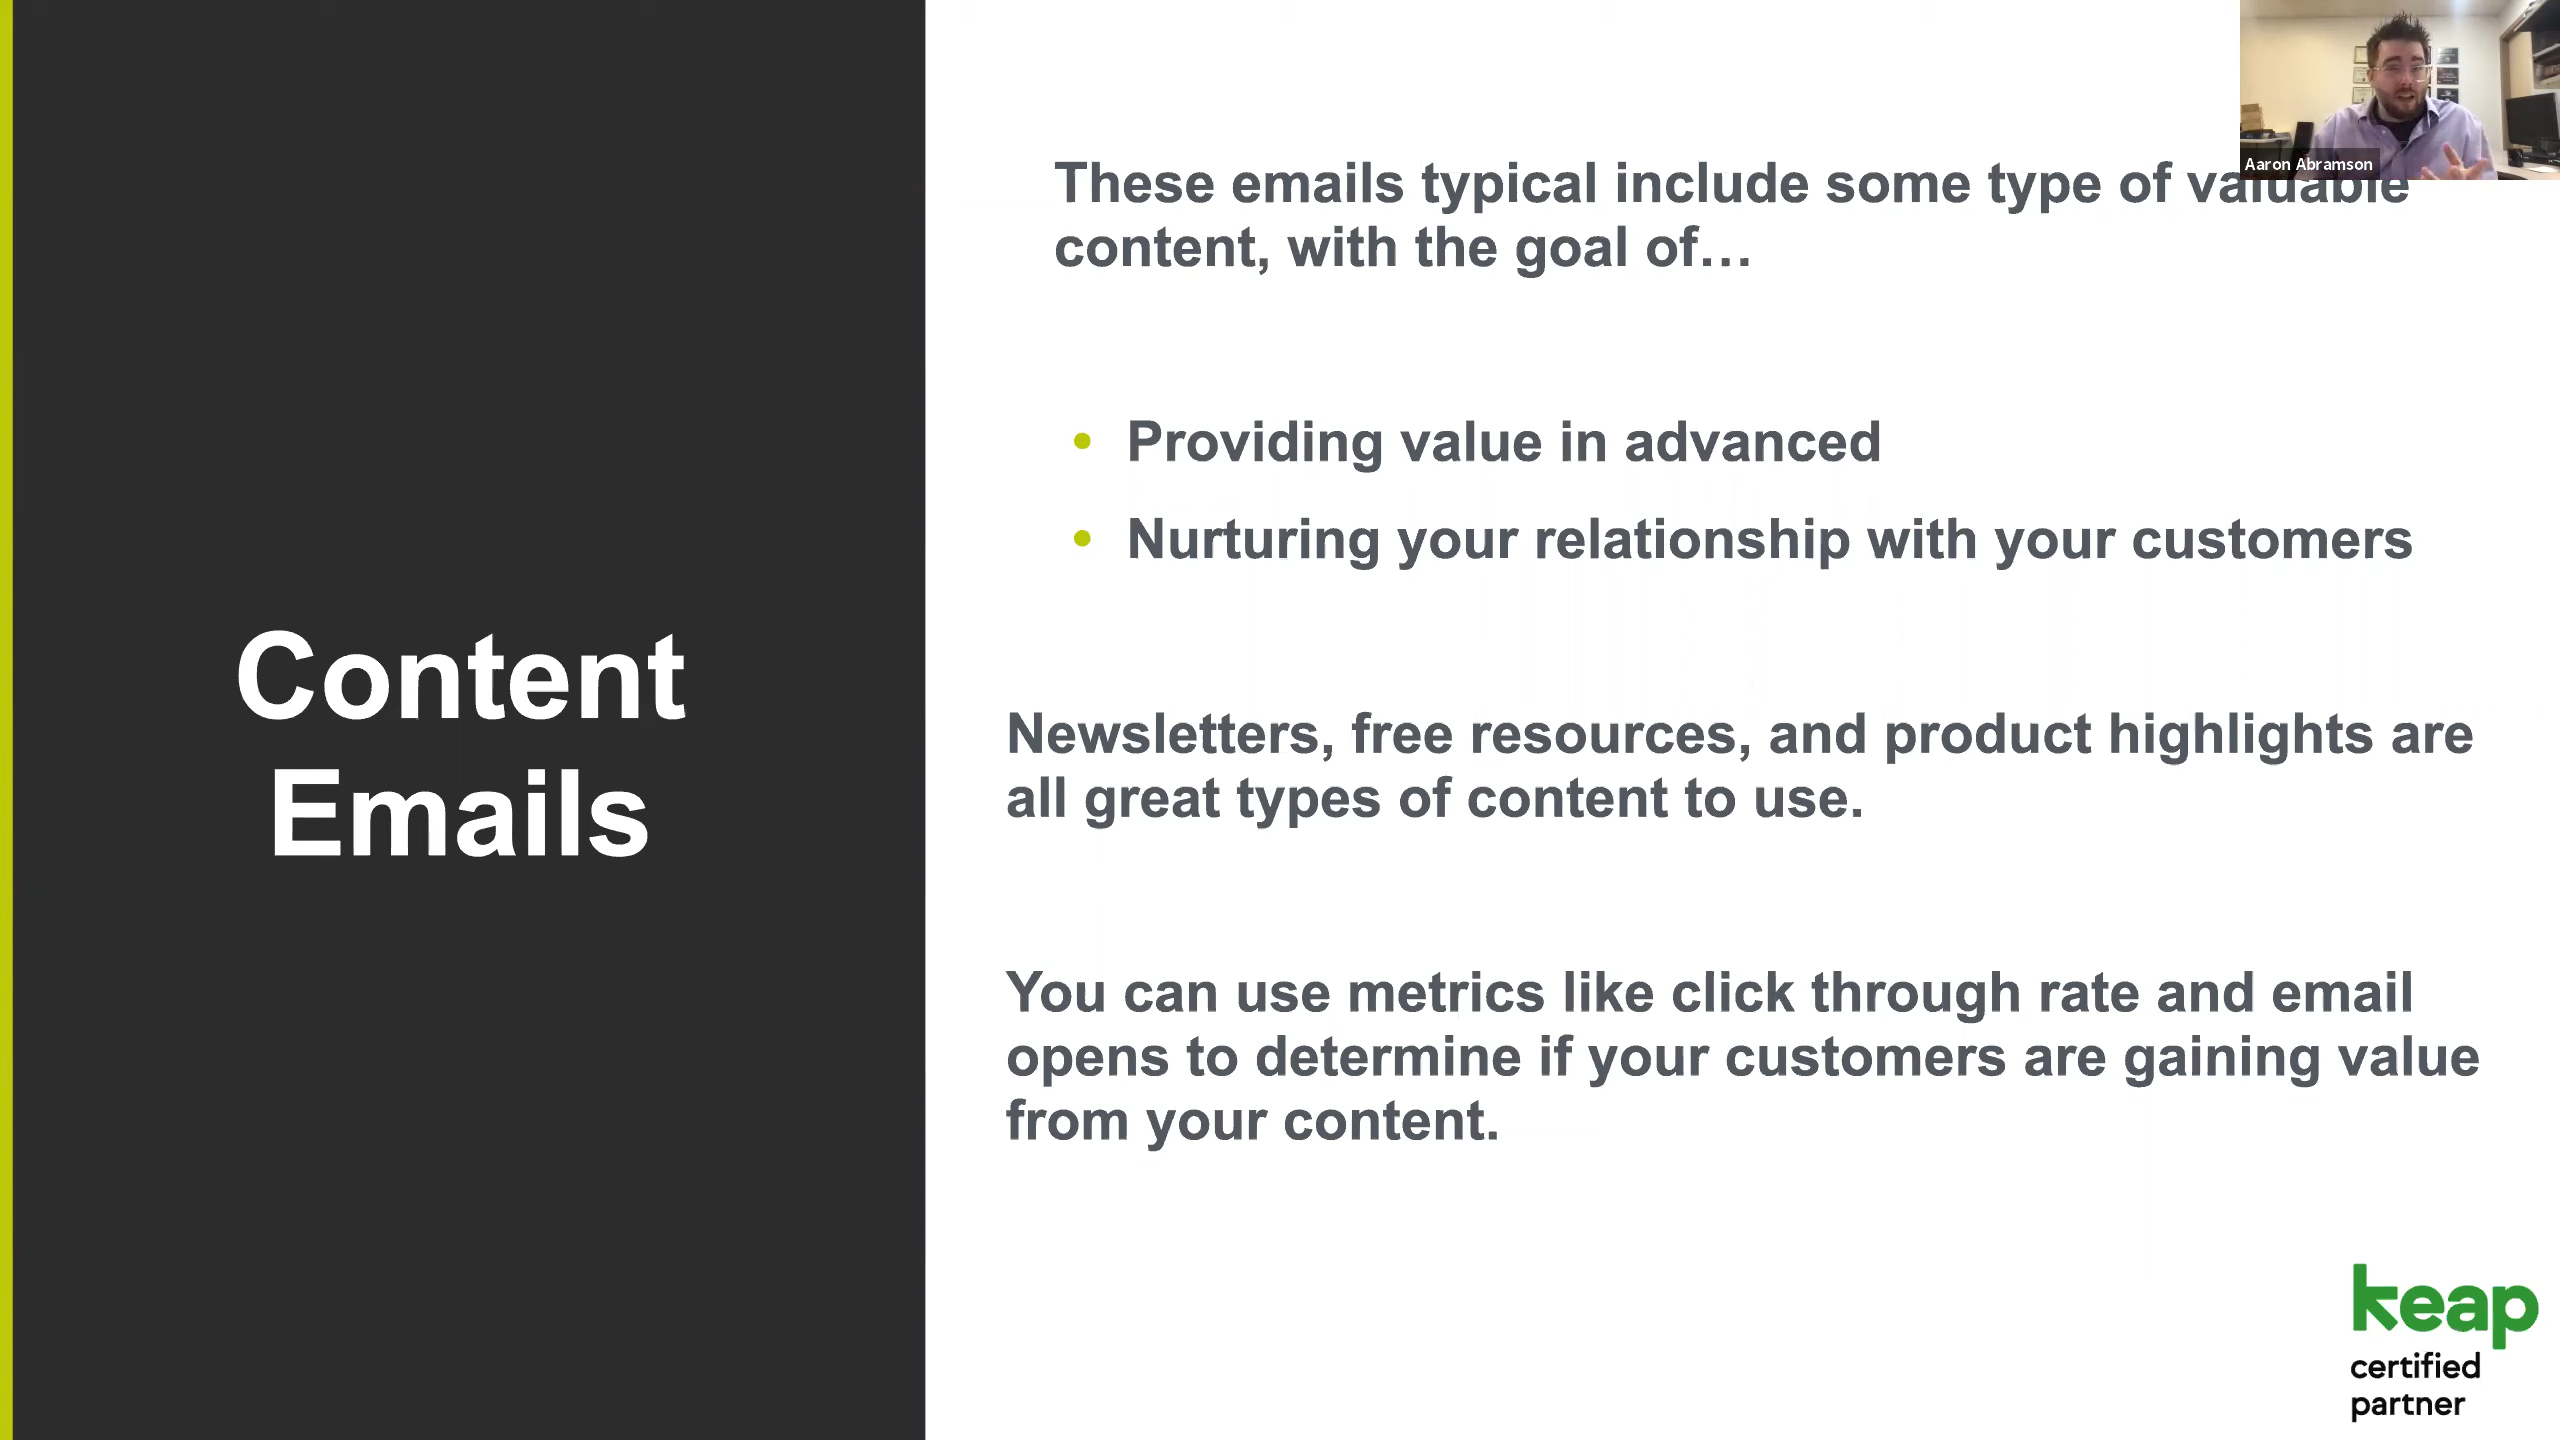 Aaron Abramson
These emails typical include some type of valuable
content, with the goal of…
• Providing value in advanced
• Nurturing your relationship with your customers
Content
Emails
Newsletters, free resources, and product highlights are
all great types of content to use.
You can use metrics like click through rate and email
opens to determine if your customers are gaining value
from your content.
keap
certified
partner